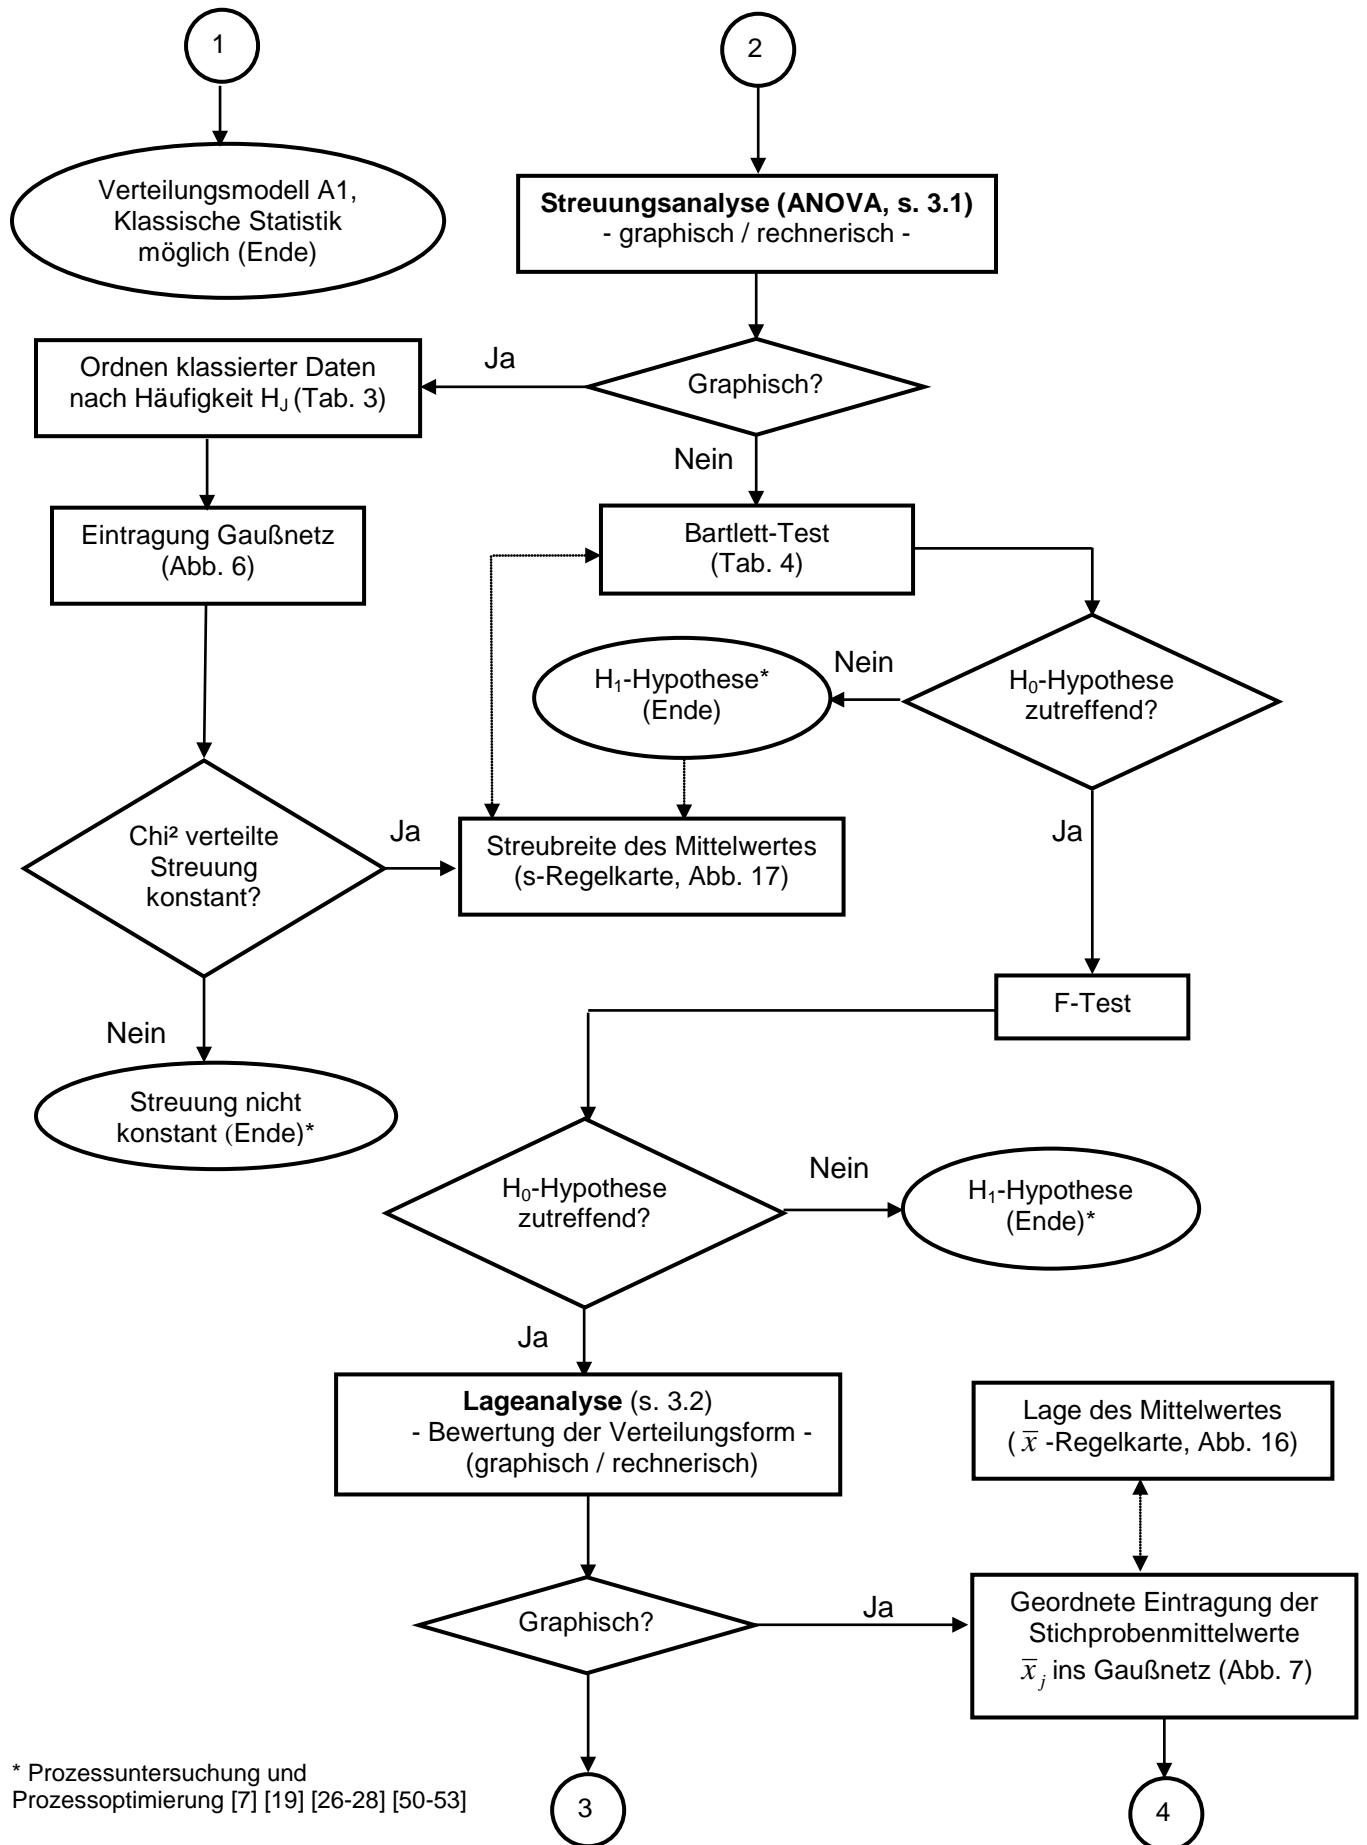 1
2
Verteilungsmodell A1,
Klassische Statistik
möglich (Ende)
Streuungsanalyse (ANOVA, s. 3.1)
- graphisch / rechnerisch -
Ordnen klassierter Daten
nach Häufigkeit H_J (Tab. 3)
Ja
Graphisch?
Nein
Eintragung Gaußnetz
(Abb. 6)
Bartlett-Test
(Tab. 4)
H₁-Hypothese*
(Ende)
Nein
H₀-Hypothese
zutreffend?
Chi² verteilte
Streuung
konstant?
Ja
Streubreite des Mittelwertes
(s-Regelkarte, Abb. 17)
Ja
F-Test
Nein
Streuung nicht
konstant (Ende)*
H₀-Hypothese
zutreffend?
Nein
H₁-Hypothese
(Ende)*
Ja
Lageanalyse (s. 3.2)
- Bewertung der Verteilungsform -
(graphisch / rechnerisch)
Lage des Mittelwertes
( x̅ -Regelkarte, Abb. 16)
Graphisch?
Ja
Geordnete Eintragung der
Stichprobenmittelwerte
x̅_j ins Gaußnetz (Abb. 7)
* Prozessuntersuchung und
Prozessoptimierung [7] [19] [26-28] [50-53]
3
4